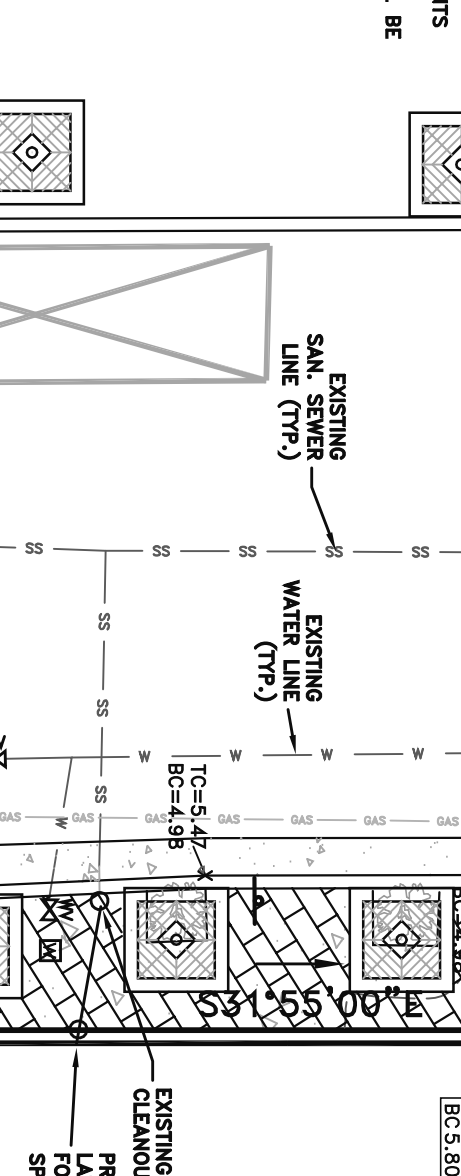 NTS
BE
EXISTING
SAN. SEWER
LINE (TYP.)
SS SS SS SS SS
SS
SS
SS
EXISTING
WATER LINE
(TYP.)
W W W W
W
GAS GAS GAS GAS GAS GAS GAS
TC=5.47
BC=4.98
W
W
S31°55'00"E
BC 5.80
EXISTING
CLEANOU
PR
LA
FO
SP